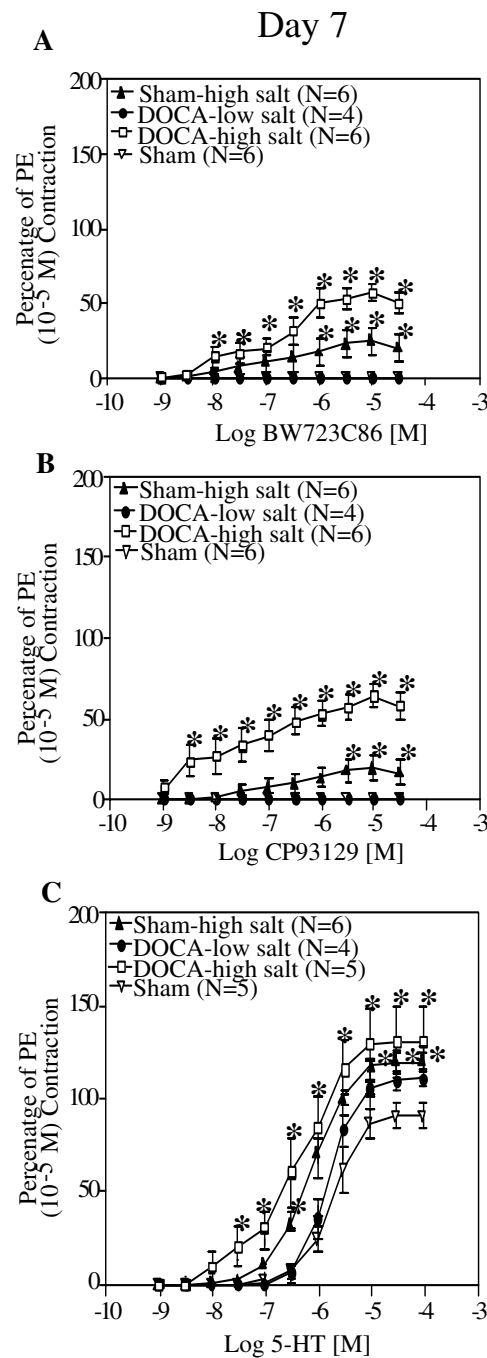 Day 7
A
Percenatge of PE
(10⁻⁵ M) Contraction
200
150
100
50
0
Sham-high salt (N=6)
DOCA-low salt (N=4)
DOCA-high salt (N=6)
Sham (N=6)
* * * * * * * *
* * * *
-10 -9 -8 -7 -6 -5 -4 -3
Log BW723C86 [M]
B
Percenatge of PE
(10⁻⁵ M) Contraction
200
150
100
50
0
Sham-high salt (N=6)
DOCA-low salt (N=4)
DOCA-high salt (N=6)
Sham (N=6)
* * * * * * * * *
* * *
-10 -9 -8 -7 -6 -5 -4 -3
Log CP93129 [M]
C
Percenatge of PE
(10⁻⁵ M) Contraction
200
150
100
50
0
Sham-high salt (N=6)
DOCA-low salt (N=4)
DOCA-high salt (N=5)
Sham (N=5)
* * * * * * * *
* * * *
-10 -9 -8 -7 -6 -5 -4 -3
Log 5-HT [M]